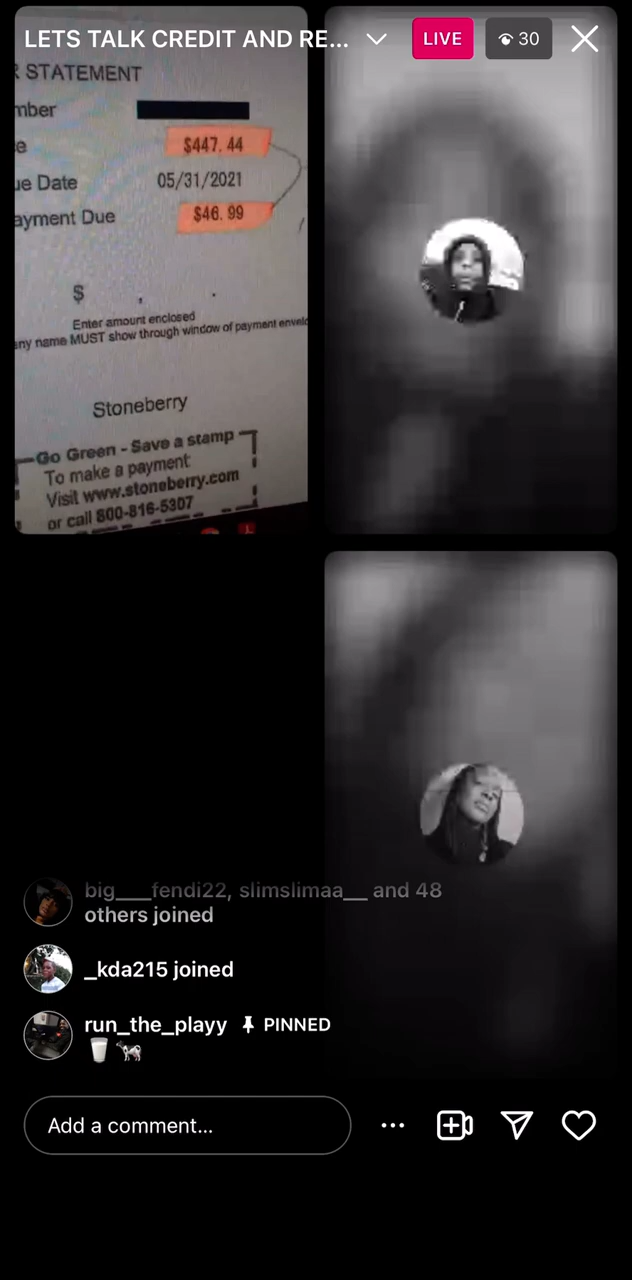 LETS TALK CREDIT AND RE...
LIVE
30
R STATEMENT
mber
e
$447.44
ue Date
05/31/2021
ayment Due
$46.99
$ , .
Enter amount enclosed
any name MUST show through window of payment envelo
Stoneberry
Go Green - Save a stamp
To make a payment
Visit www.stoneberry.com
or call 800-816-5307
big___fendi22, slimslimaa__ and 48
others joined
_kda215 joined
run_the_playy PINNED
🥛 🐄
Add a comment...